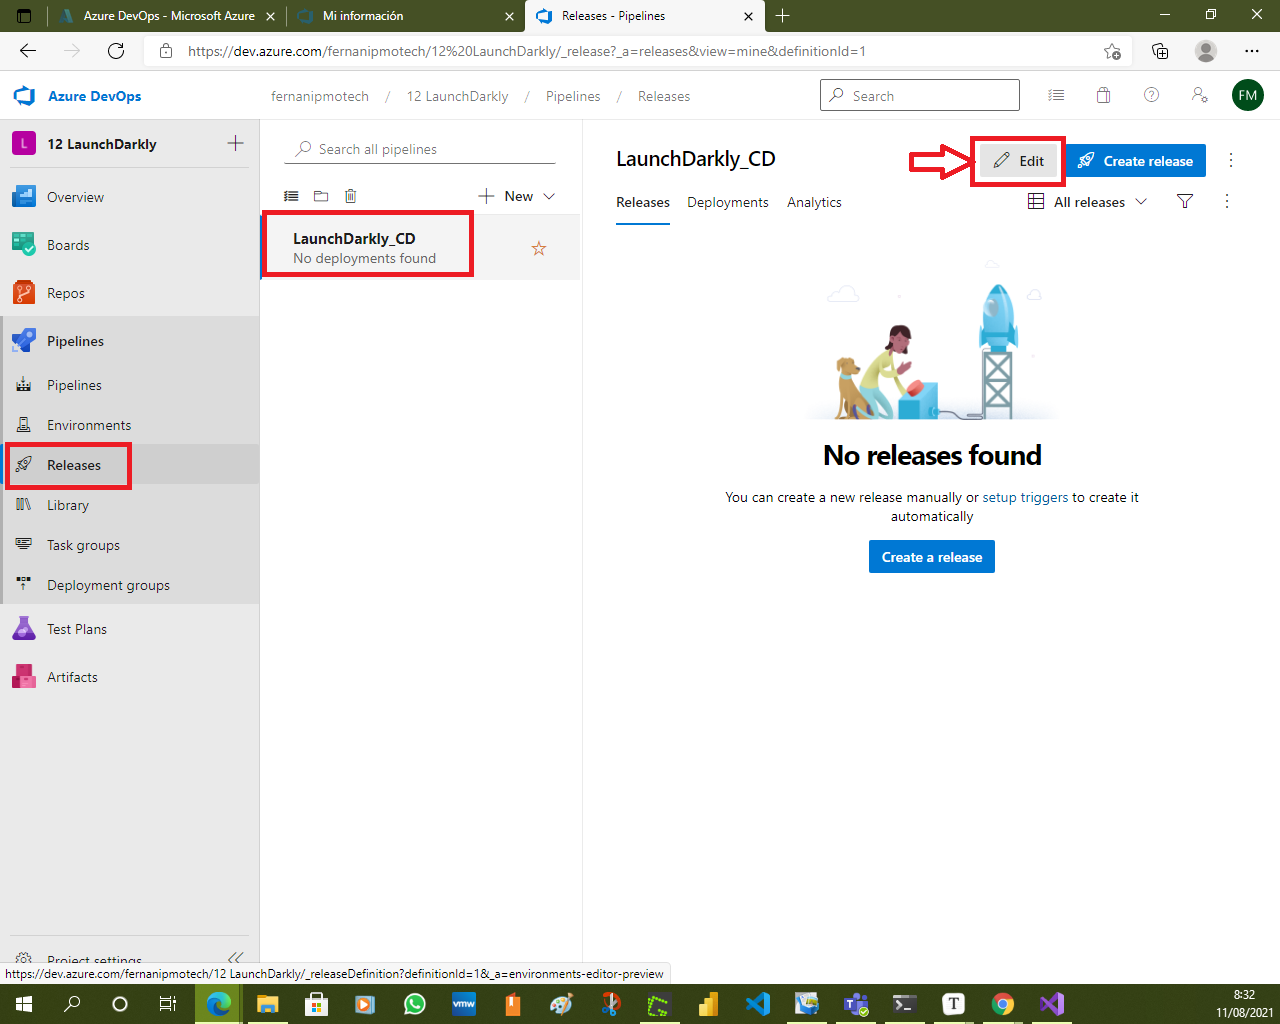 Azure DevOps - Microsoft Azure
Mi información
Releases - Pipelines
https://dev.azure.com/fernanipmotech/12%20LaunchDarkly/_release?_a=releases&view=mine&definitionId=1
Azure DevOps
fernanipmotech / 12 LaunchDarkly / Pipelines / Releases
Search
FM
L
12 LaunchDarkly
Overview
Boards
Repos
Pipelines
Pipelines
Environments
Releases
Library
Task groups
Deployment groups
Test Plans
Artifacts
Project settings
Search all pipelines
New
LaunchDarkly_CD
No deployments found
LaunchDarkly_CD
Edit
Create release
Releases
Deployments
Analytics
All releases
No releases found
You can create a new release manually or setup triggers to create it
automatically
Create a release
https://dev.azure.com/fernanipmotech/12 LaunchDarkly/_releaseDefinition?definitionId=1&_a=environments-editor-preview
vmw
T
8:32
11/08/2021